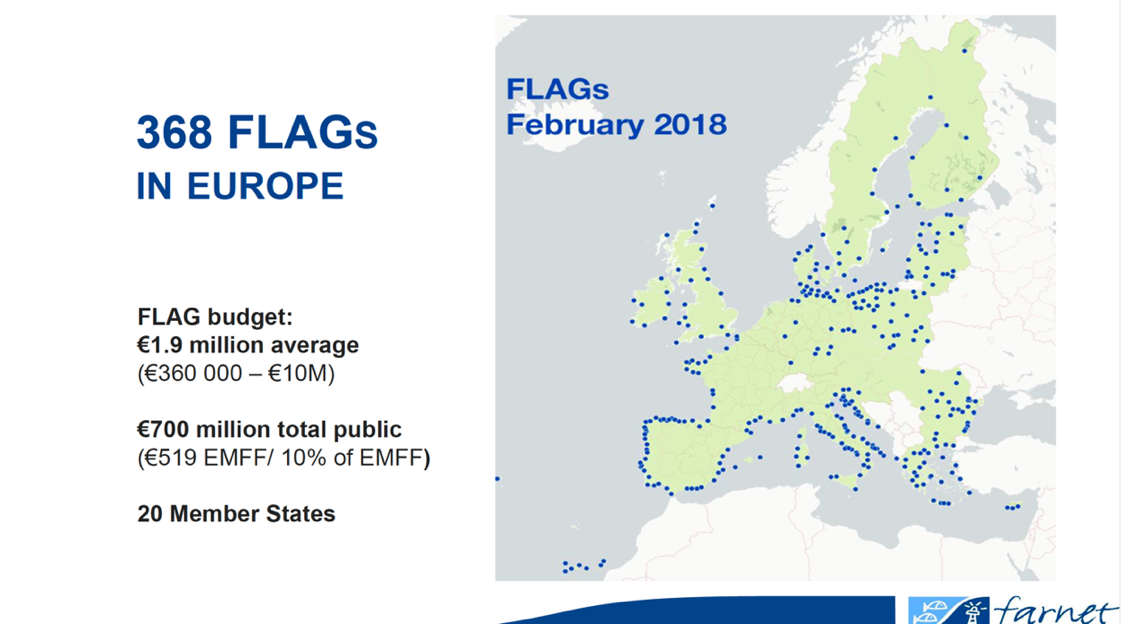 368 FLAGs
IN EUROPE
FLAG budget:
€1.9 million average
(€360 000 – €10M)
€700 million total public
(€519 EMFF/ 10% of EMFF)
20 Member States
FLAGs
February 2018
farnet